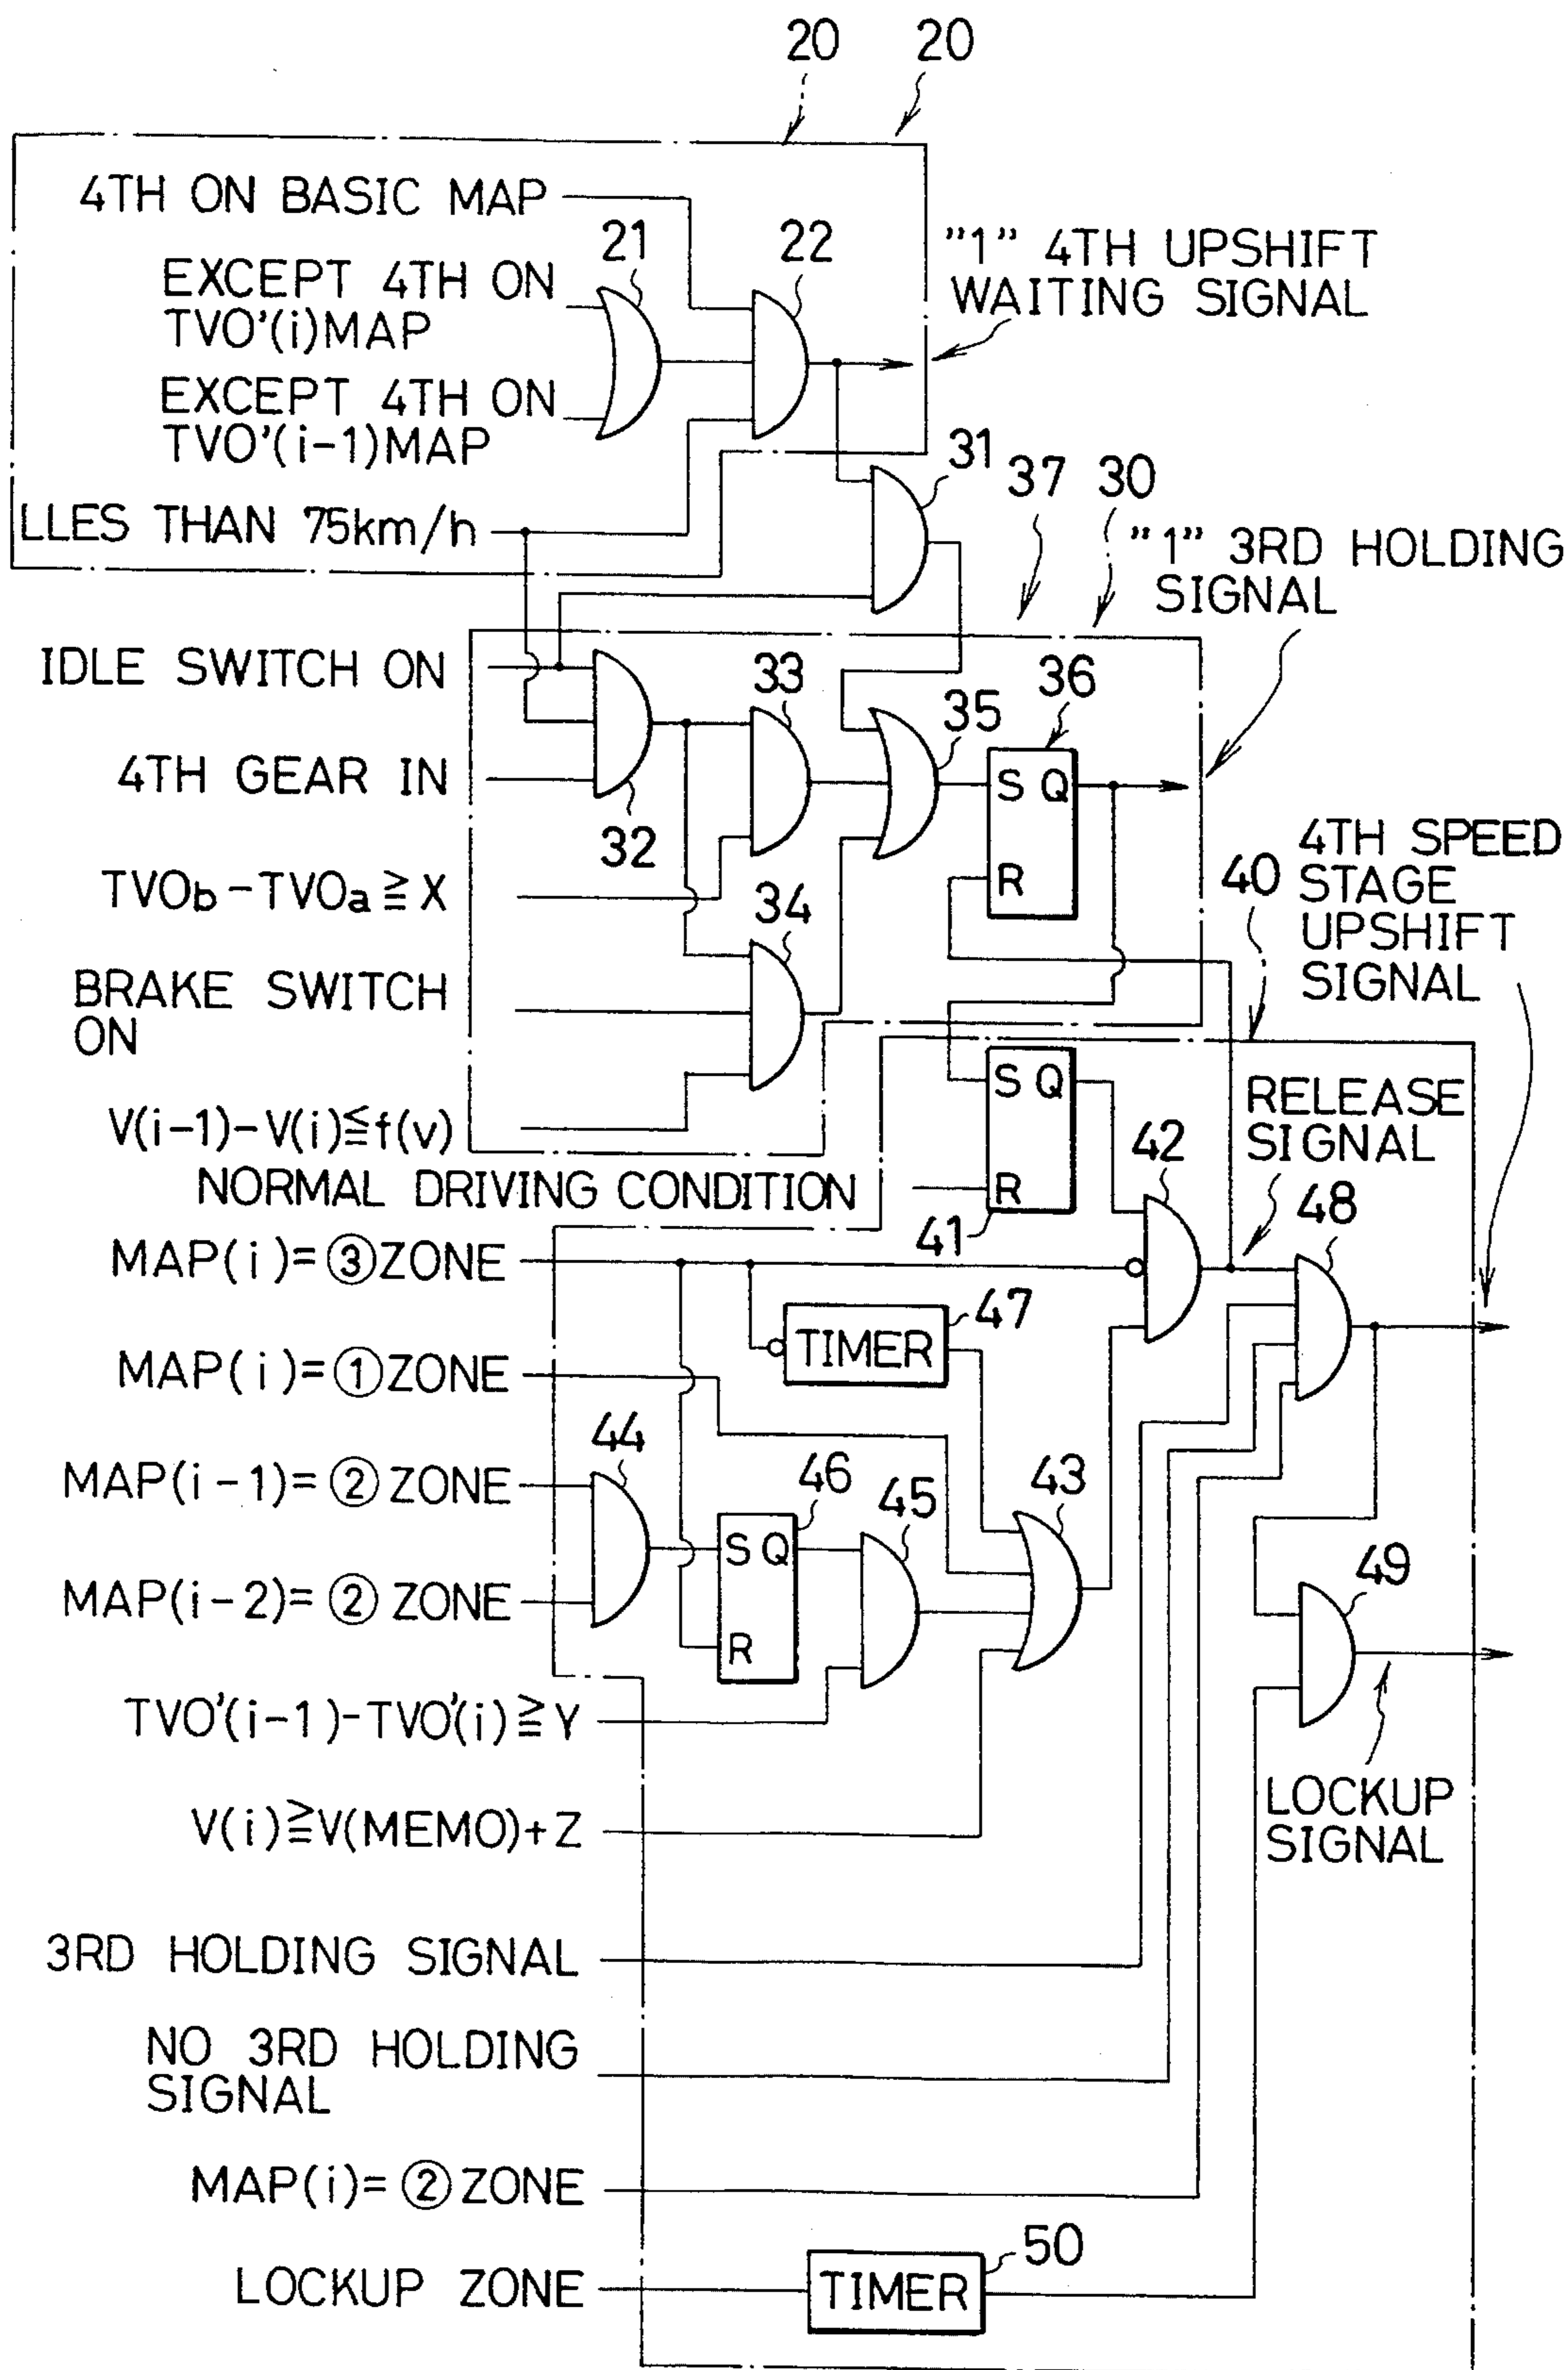 20 20
4TH ON BASIC MAP
21
22
EXCEPT 4TH ON
TVO'(i)MAP
"1" 4TH UPSHIFT
WAITING SIGNAL
EXCEPT 4TH ON
TVO'(i-1)MAP
31
37
30
LLES THAN 75km/h
"1" 3RD HOLDING
SIGNAL
IDLE SWITCH ON
33
36
35
4TH GEAR IN
S Q
32
R
TVOb-TVOa≧X
34
40
4TH SPEED
STAGE
UPSHIFT
SIGNAL
BRAKE SWITCH
ON
S Q
V(i-1)-V(i)≦f(v)
RELEASE
SIGNAL
42
NORMAL DRIVING CONDITION
R
41
48
MAP(i)=③ZONE
47
TIMER
MAP(i)=①ZONE
44
MAP(i-1)=②ZONE
46
45
43
S Q
49
MAP(i-2)=②ZONE
R
TVO'(i-1)-TVO'(i)≧Y
LOCKUP
SIGNAL
V(i)≧V(MEMO)+Z
3RD HOLDING SIGNAL
NO 3RD HOLDING
SIGNAL
MAP(i)=②ZONE
50
LOCKUP ZONE
TIMER